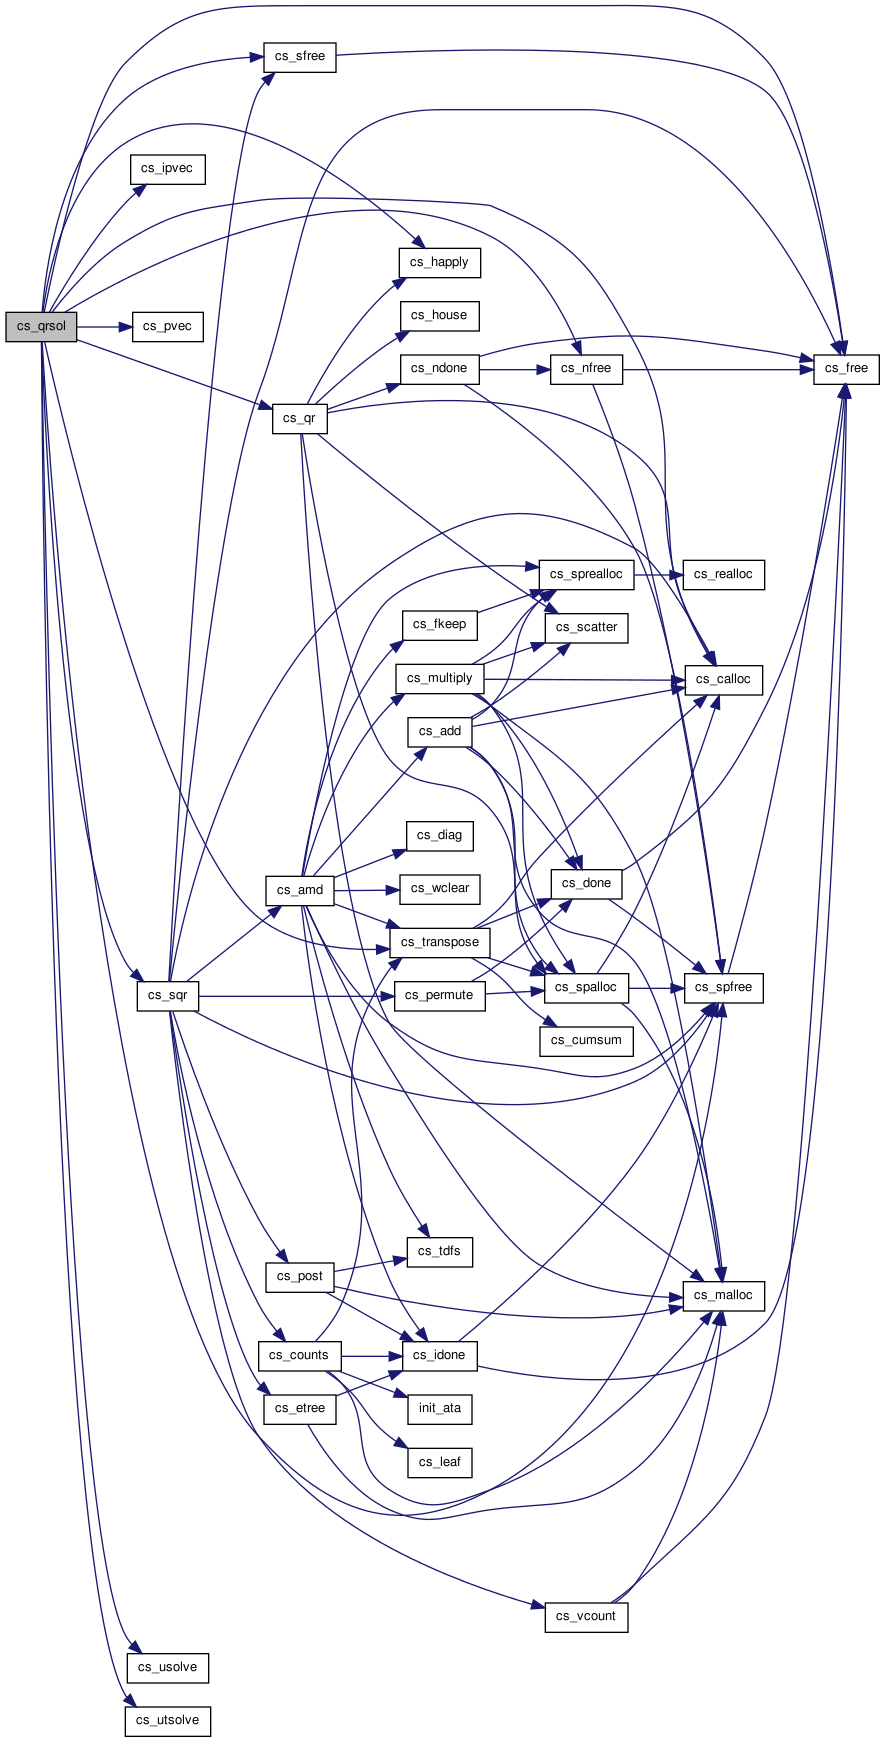 cs_sfree
cs_ipvec
cs_happly
cs_house
cs_qrsol
cs_pvec
cs_ndone
cs_nfree
cs_free
cs_qr
cs_sprealloc
cs_realloc
cs_fkeep
cs_scatter
cs_multiply
cs_calloc
cs_add
cs_diag
cs_done
cs_amd
cs_wclear
cs_transpose
cs_sqr
cs_permute
cs_spalloc
cs_spfree
cs_cumsum
cs_tdfs
cs_post
cs_malloc
cs_counts
cs_idone
cs_etree
init_ata
cs_leaf
cs_vcount
cs_usolve
cs_utsolve